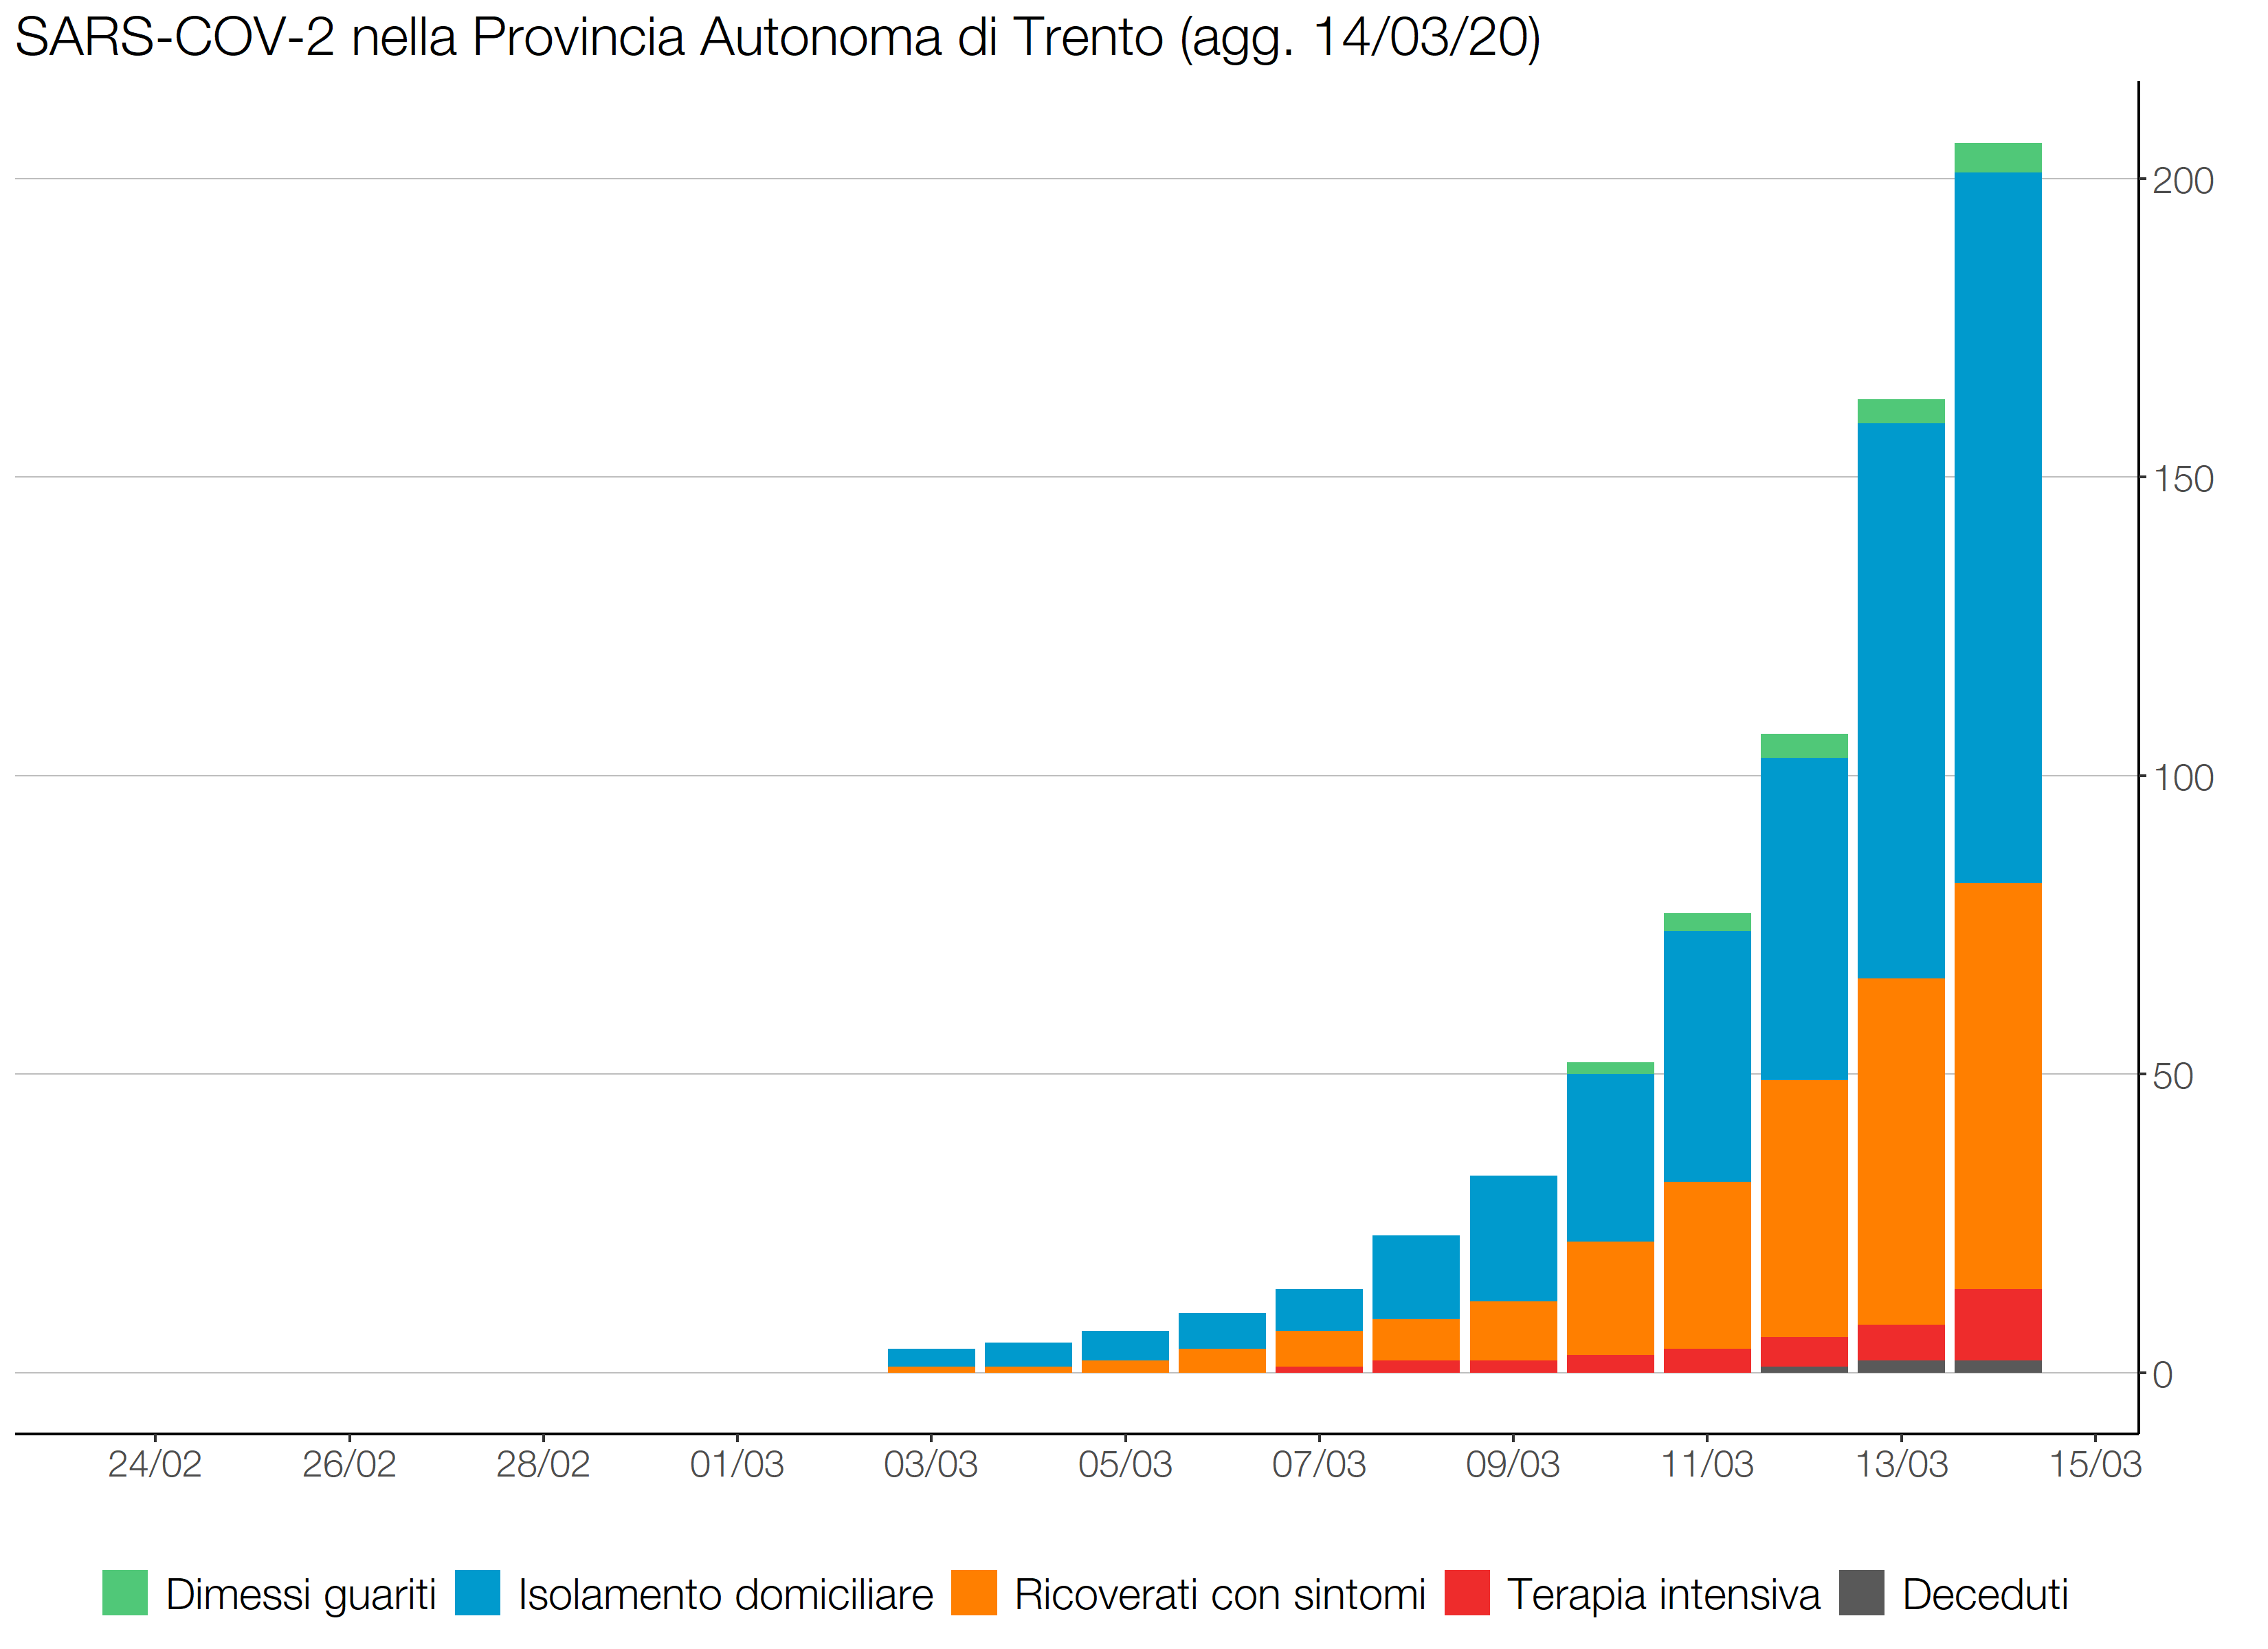 SARS-COV-2 nella Provincia Autonoma di Trento (agg. 14/03/20)
200
150
100
50
0
24/02 26/02 28/02 01/03 03/03 05/03 07/03 09/03 11/03 13/03 15/03
Dimessi guariti Isolamento domiciliare Ricoverati con sintomi Terapia intensiva Deceduti